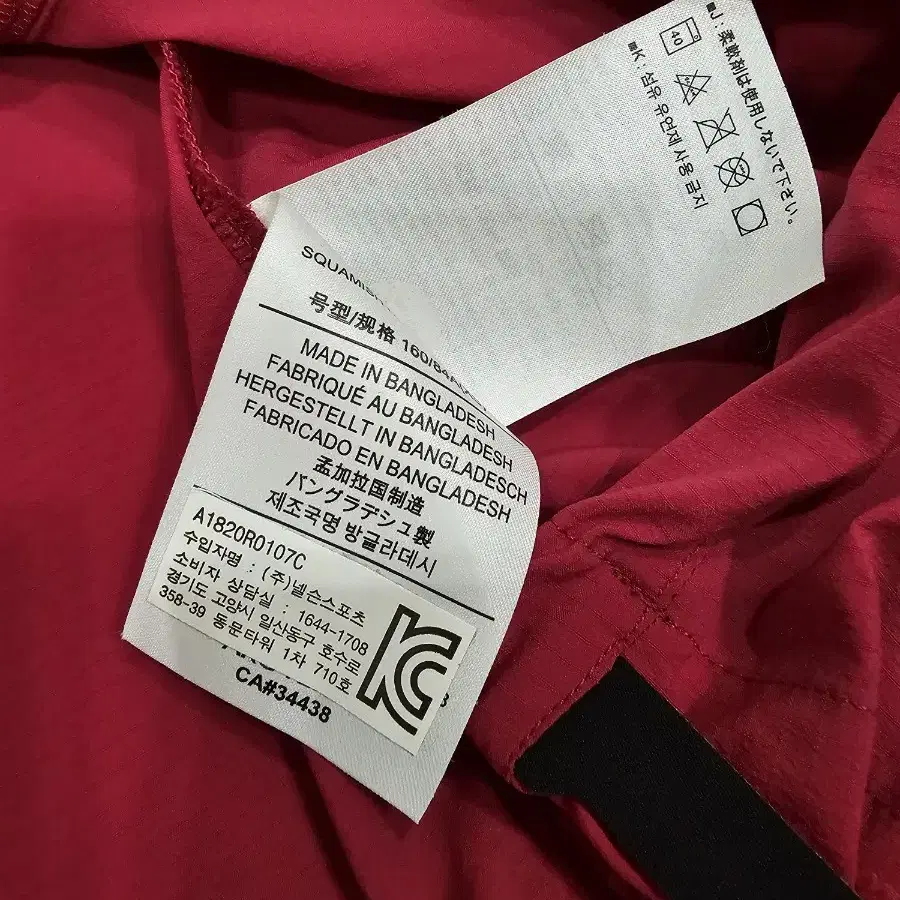 ■J : 柔軟剤は使用しないで下さい。
40
■K : 섬유 유연제 사용 금지
SQUAMISH
号型/规格 160/84A
MADE IN BANGLADESH
FABRIQUÉ AU BANGLADESH
HERGESTELLT IN BANGLADESCH
FABRICADO EN BANGLADESH
孟加拉国制造
バングラデシュ製
제조국명 방글라데시
A1820R0107C
수입자명 : (주)넬슨스포츠
소비자 상담실 : 1644-1708
경기도 고양시 일산동구 호수로
358-39 동문타워 1차 710호
CA#34438